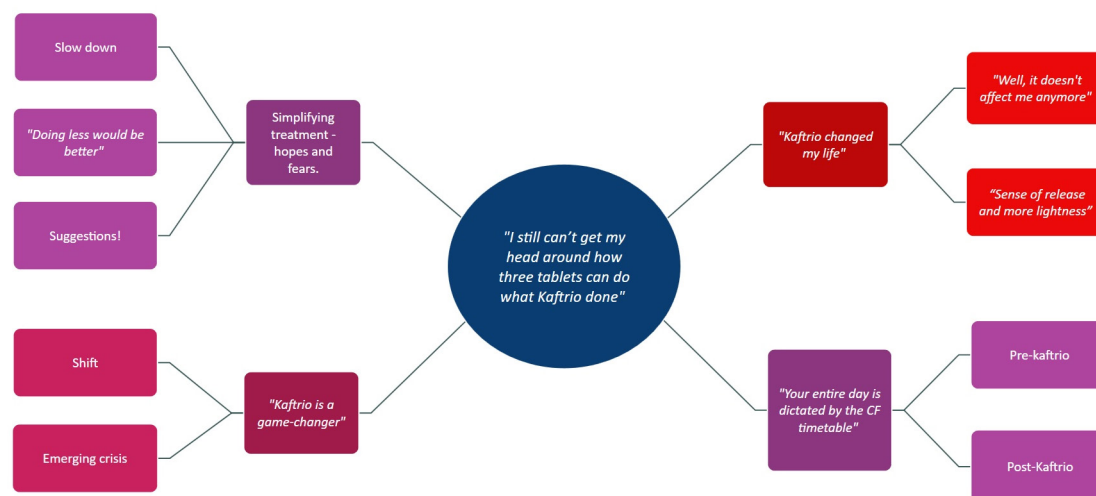 Slow down
"Doing less would be
better"
Suggestions!
Simplifying
treatment -
hopes and
fears.
Shift
Emerging crisis
"Kaftrio is a
game-changer"
"I still can’t get my
head around how
three tablets can do
what Kaftrio done"
"Kaftrio changed
my life"
"Well, it doesn't
affect me anymore"
“Sense of release
and more lightness”
"Your entire day is
dictated by the CF
timetable"
Pre-kaftrio
Post-Kaftrio